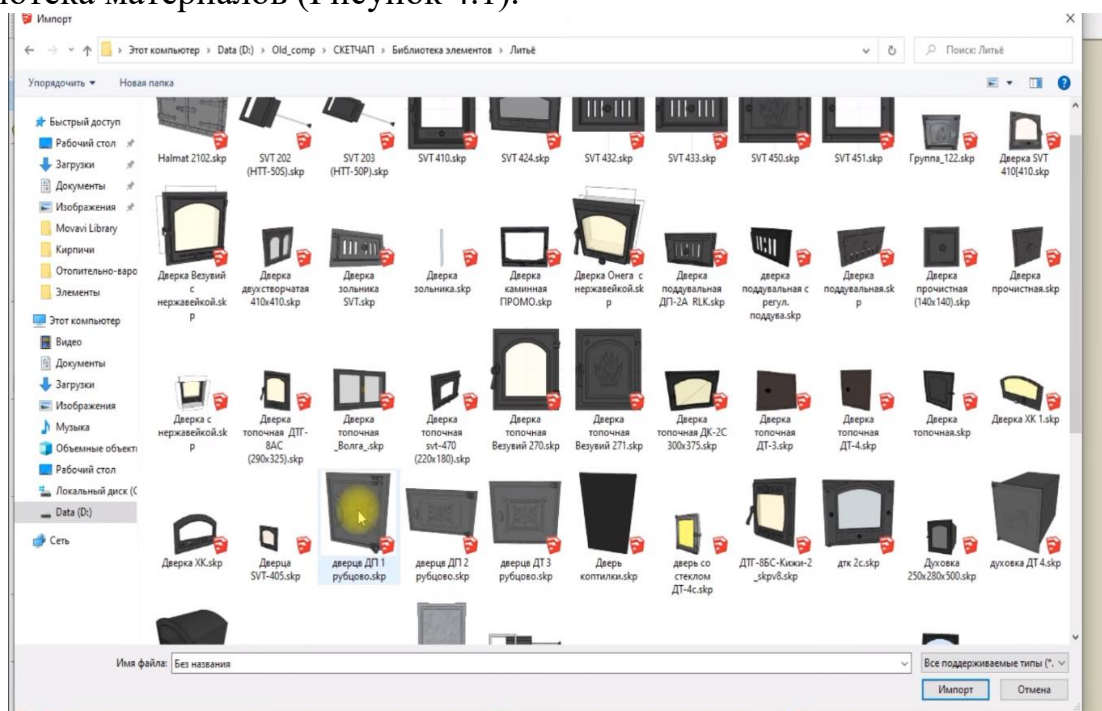 отека материалов (Рисунок 4.1).
Импорт
Этот компьютер > Data (D:) > Old_comp > СКЕТЧАП > Библиотека элементов > Литьё
Поиск: Литьё
Упорядочить
Новая папка
Быстрый доступ
Рабочий стол
Загрузки
Документы
Изображения
Movavi Library
Кирпичи
Отопительно-варо
Элементы
Этот компьютер
Видео
Документы
Загрузки
Изображения
Музыка
Объемные объект
Рабочий стол
Локальный диск (C
Data (D:)
Сеть
Halmat 2102.skp
SVT 202
(НТТ-50S).skp
SVT 203
(НТТ-50P).skp
SVT 410.skp
SVT 424.skp
SVT 432.skp
SVT 433.skp
SVT 450.skp
SVT 451.skp
Группа_122.skp
Дверка SVT
410[410.skp
Дверка Везувий
с
нержавейкой.sk
p
Дверка
двухстворчатая
410х410.skp
Дверка
зольника
SVT.skp
Дверка
зольника.skp
Дверка
каминная
ПРОМО.skp
Дверка Онега с
нержавейкой.sk
p
Дверка
поддувальная
ДП-2А RLK.skp
дверка
поддувальная с
регул.
поддува.skp
Дверка
поддувальная.sk
p
Дверка
прочистная
(140х140).skp
Дверка
прочистная.skp
Дверка с
нержавейкой.sk
p
Дверка
топочная ДТГ-
8АС
(290х325).skp
Дверка
топочная
_Волга_.skp
Дверка
топочная
svt-470
(220х180).skp
Дверка
топочная
Везувий 270.skp
Дверка
топочная
Везувий 271.skp
Дверка
топочная ДК-2С
300х375.skp
Дверка
топочная
ДТ-3.skp
Дверка
топочная
ДТ-4.skp
Дверка
топочная.skp
Дверка ХК 1.skp
Дверка ХК.skp
Дверца
SVT-405.skp
дверцв ДП 1
рубцово.skp
дверцв ДП 2
рубцово.skp
дверцв ДТ 3
рубцово.skp
Дверь
коптилки.skp
дверь со
стеклом
ДТ-4с.skp
ДТГ-8БС-Кижи-2
_skpv8.skp
дтк 2с.skp
Духовка
250х280х500.skp
духовка ДТ 4.skp
Имя файла:
Без названия
Все поддерживаемые типы (*.
Импорт
Отмена